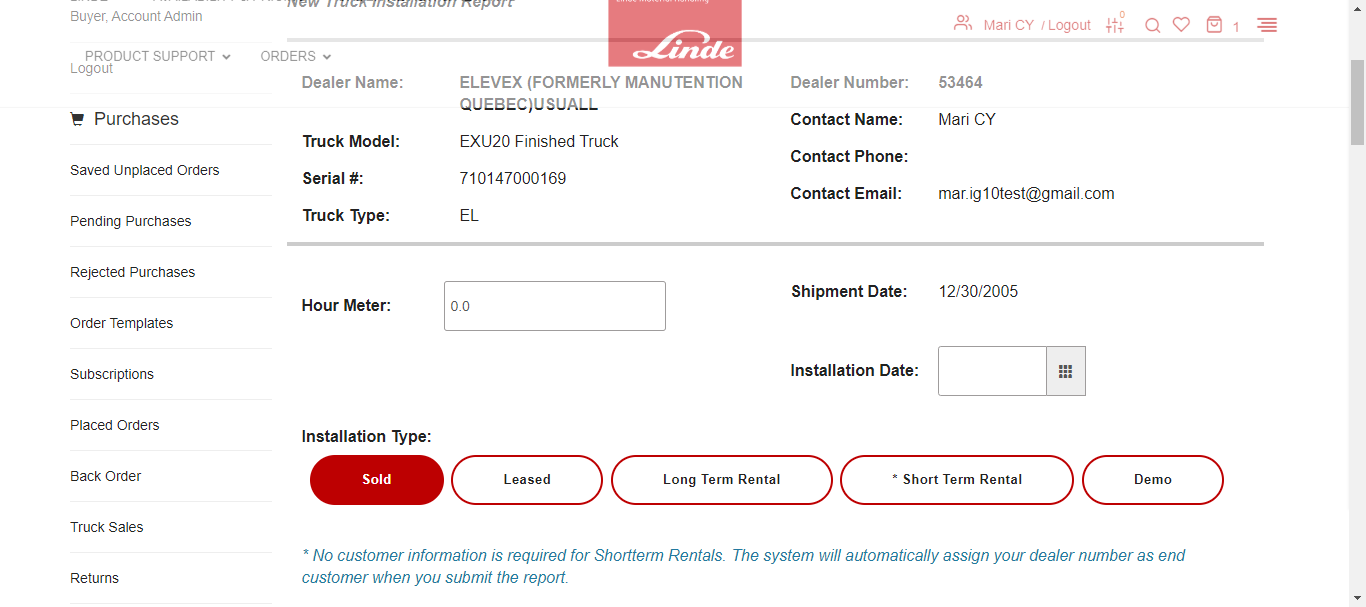 New Truck Installation Report
Buyer, Account Admin
Mari CY / Logout
0
1
Linde
PRODUCT SUPPORT
ORDERS
Logout
Purchases
Saved Unplaced Orders
Pending Purchases
Rejected Purchases
Order Templates
Subscriptions
Placed Orders
Back Order
Truck Sales
Returns
Dealer Name: ELEVEX (FORMERLY MANUTENTION
QUEBEC)USUALL
Truck Model: EXU20 Finished Truck
Serial #: 710147000169
Truck Type: EL
Dealer Number: 53464
Contact Name: Mari CY
Contact Phone:
Contact Email: mar.ig10test@gmail.com
Hour Meter: 0.0
Shipment Date: 12/30/2005
Installation Date:
Installation Type:
Sold
Leased
Long Term Rental
* Short Term Rental
Demo
* No customer information is required for Shortterm Rentals. The system will automatically assign your dealer number as end
customer when you submit the report.